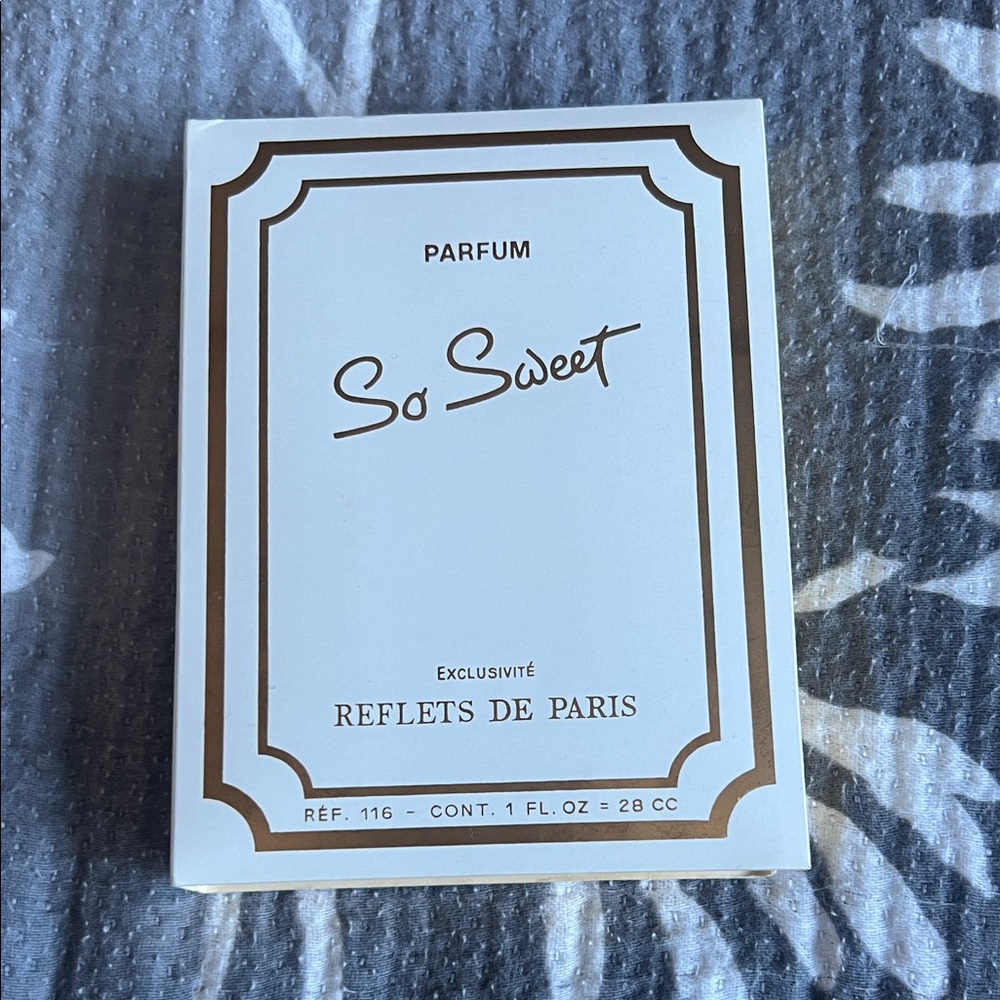 PARFUM
So Sweet
EXCLUSIVITÉ
REFLETS DE PARIS
RÉF. 116 - CONT. 1 FL. OZ = 28 CC